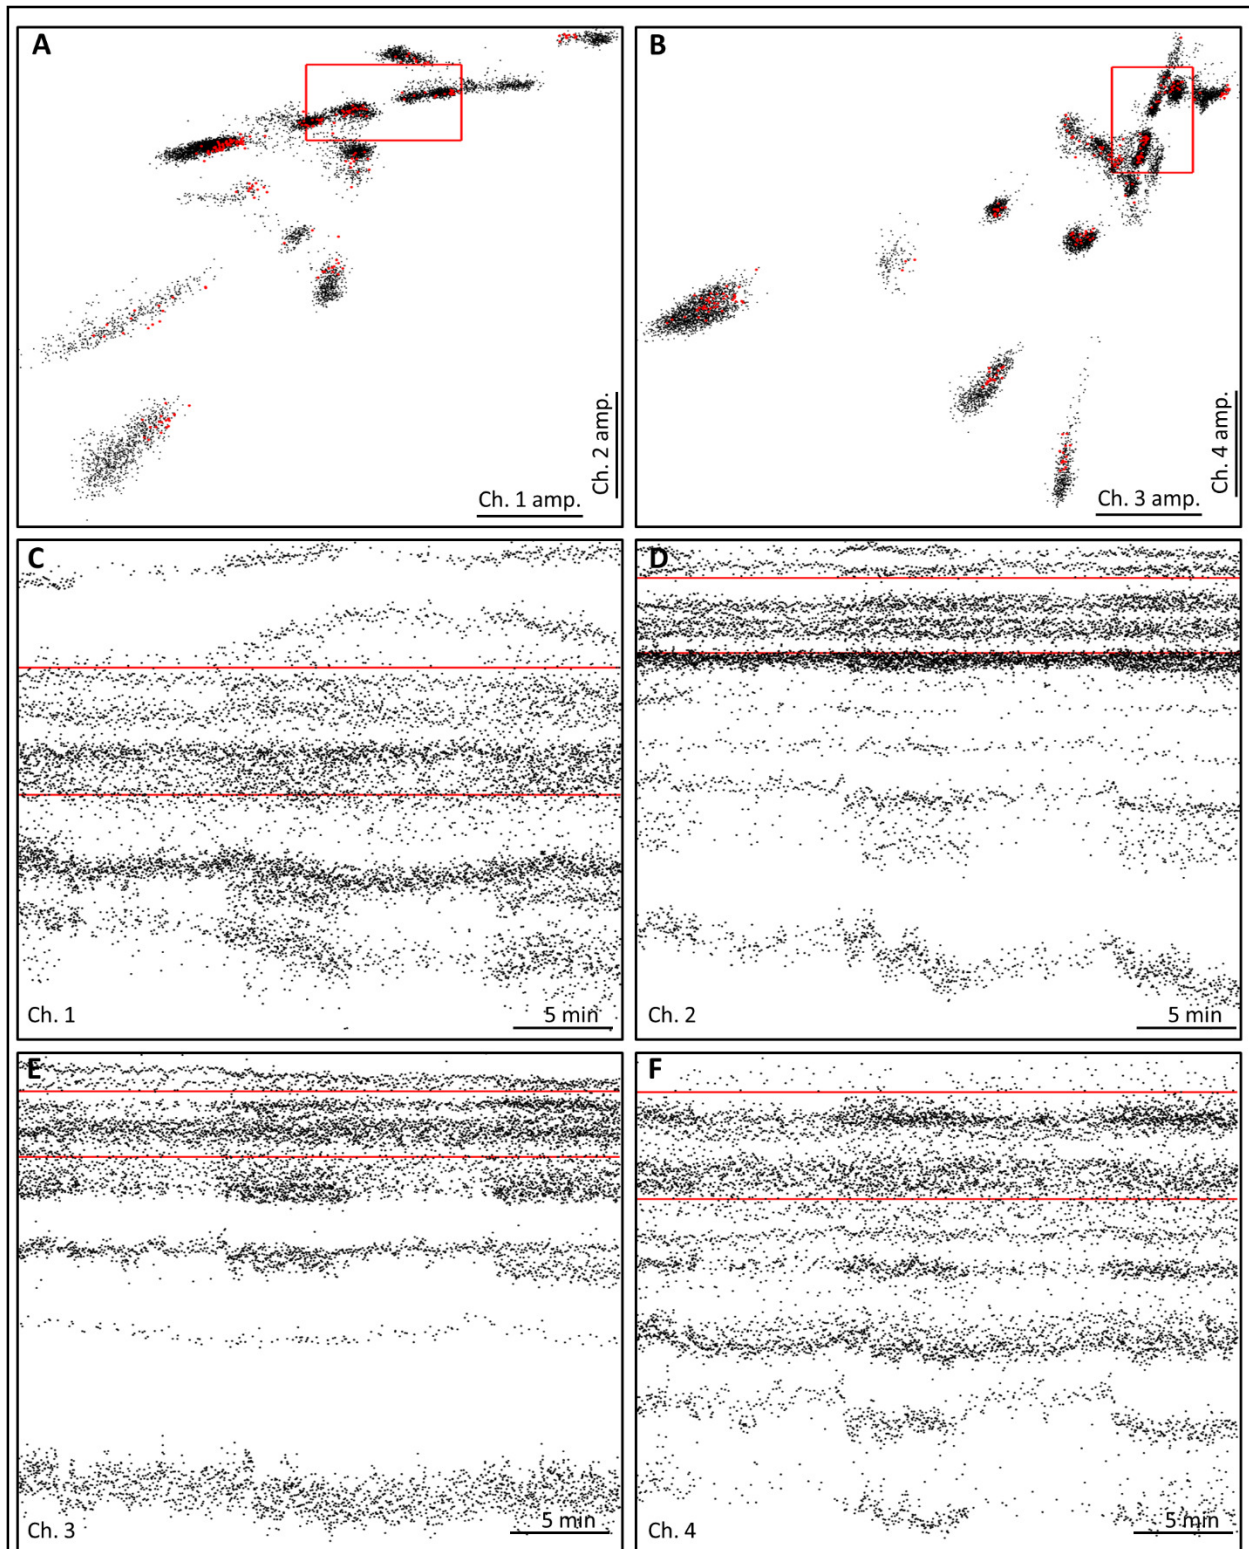 A
Ch. 2 amp.
Ch. 1 amp.
B
Ch. 4 amp.
Ch. 3 amp.
C
Ch. 1
5 min
D
Ch. 2
5 min
E
Ch. 3
5 min
F
Ch. 4
5 min